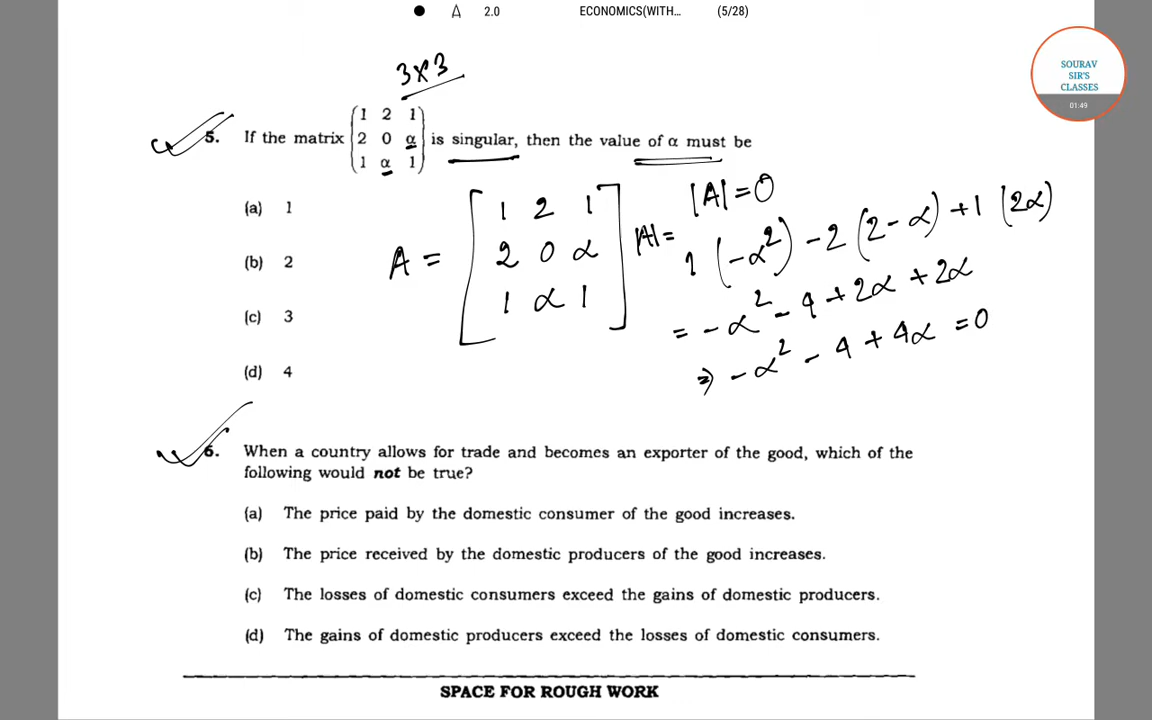 ● A 2.0 ECONOMICS(WITH... (5/28)
SOURAV
SIR'S
CLASSES
01:49
3×3
5. If the matrix (1 2 1
2 0 α
1 α 1) is singular, then the value of α must be
(a) 1
(b) 2
(c) 3
(d) 4
A = [1 2 1
2 0 α
1 α 1]
|A|=0
|A|= 1(-α²) -2(2-α) +1(2α)
= -α² - 4 + 2α + 2α
⇒ -α² - 4 + 4α = 0
6. When a country allows for trade and becomes an exporter of the good, which of the
following would not be true?
(a) The price paid by the domestic consumer of the good increases.
(b) The price received by the domestic producers of the good increases.
(c) The losses of domestic consumers exceed the gains of domestic producers.
(d) The gains of domestic producers exceed the losses of domestic consumers.
SPACE FOR ROUGH WORK